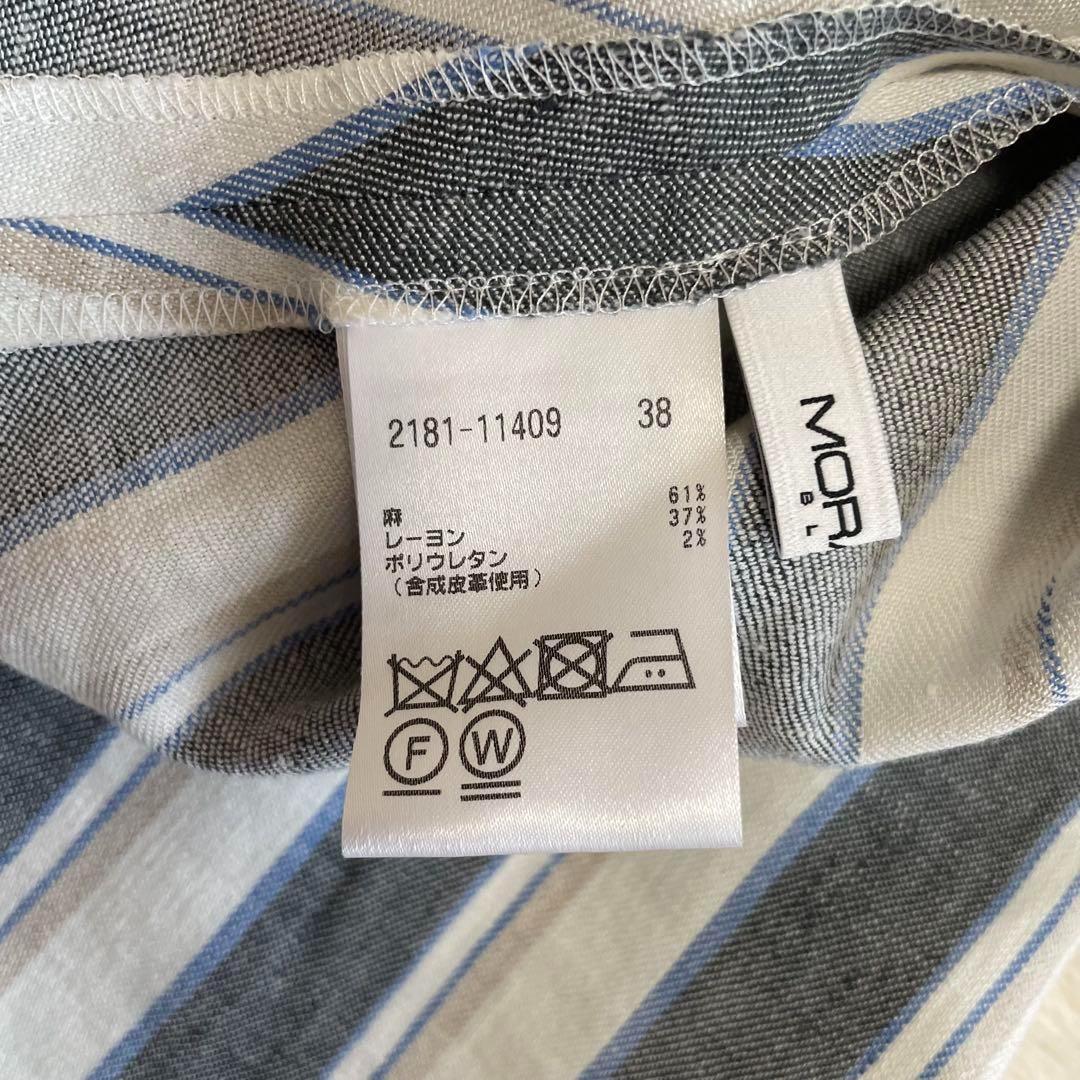 2181-11409 38
61%
麻 37%
レーヨン 2%
ポリウレタン
(合成皮革使用)
F W
MOR
BL